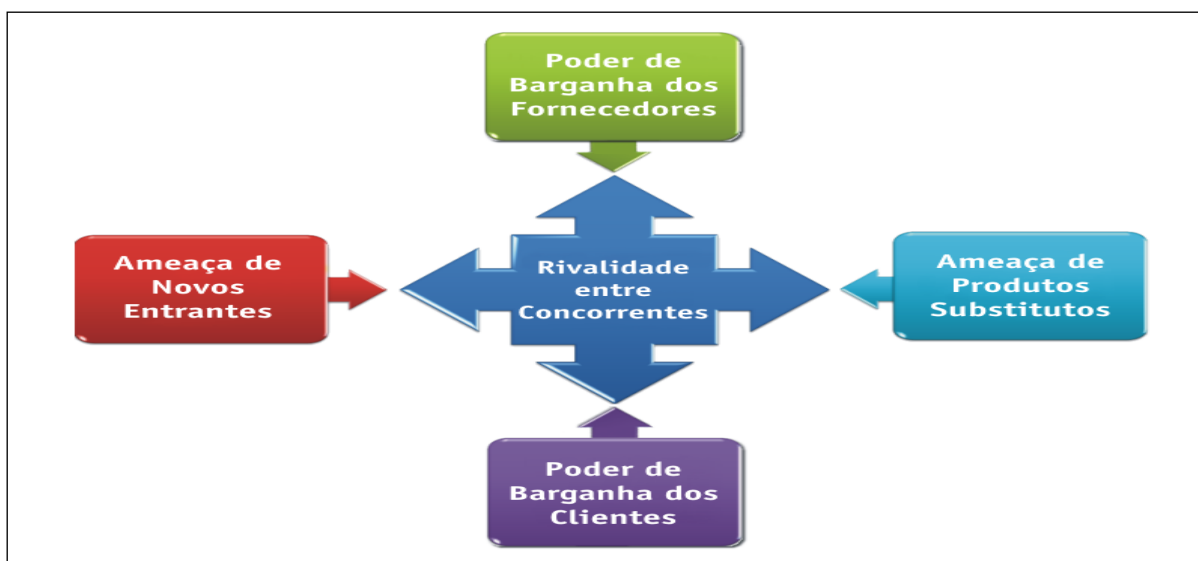 Poder de
Barganha dos
Fornecedores
Ameaça de
Novos
Entrantes
Rivalidade
entre
Concorrentes
Ameaça de
Produtos
Substitutos
Poder de
Barganha dos
Clientes